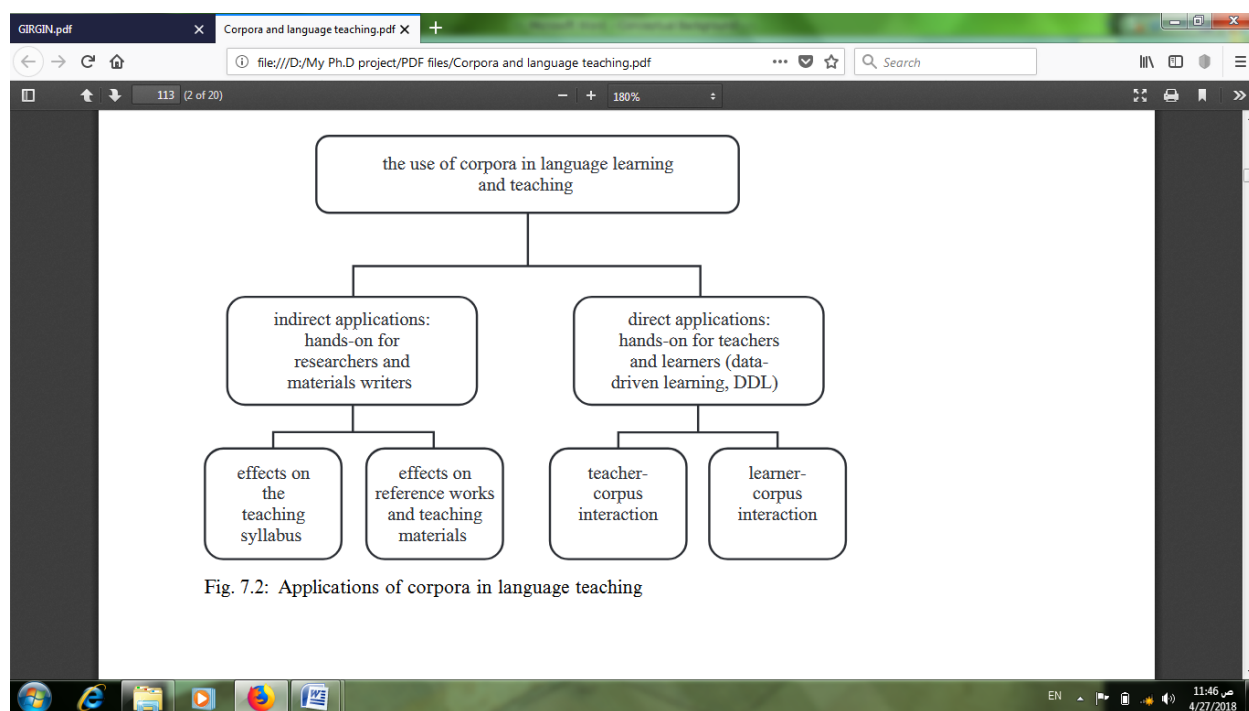 GIRGIN.pdf
Corpora and language teaching.pdf
file:///D:/My Ph.D project/PDF files/Corpora and language teaching.pdf
Search
113 (2 of 20)
180%
the use of corpora in language learning
and teaching
indirect applications:
hands-on for
researchers and
materials writers
direct applications:
hands-on for teachers
and learners (data-
driven learning, DDL)
effects on
the
teaching
syllabus
effects on
reference works
and teaching
materials
teacher-
corpus
interaction
learner-
corpus
interaction
Fig. 7.2: Applications of corpora in language teaching
EN
11:46 ص
4/27/2018